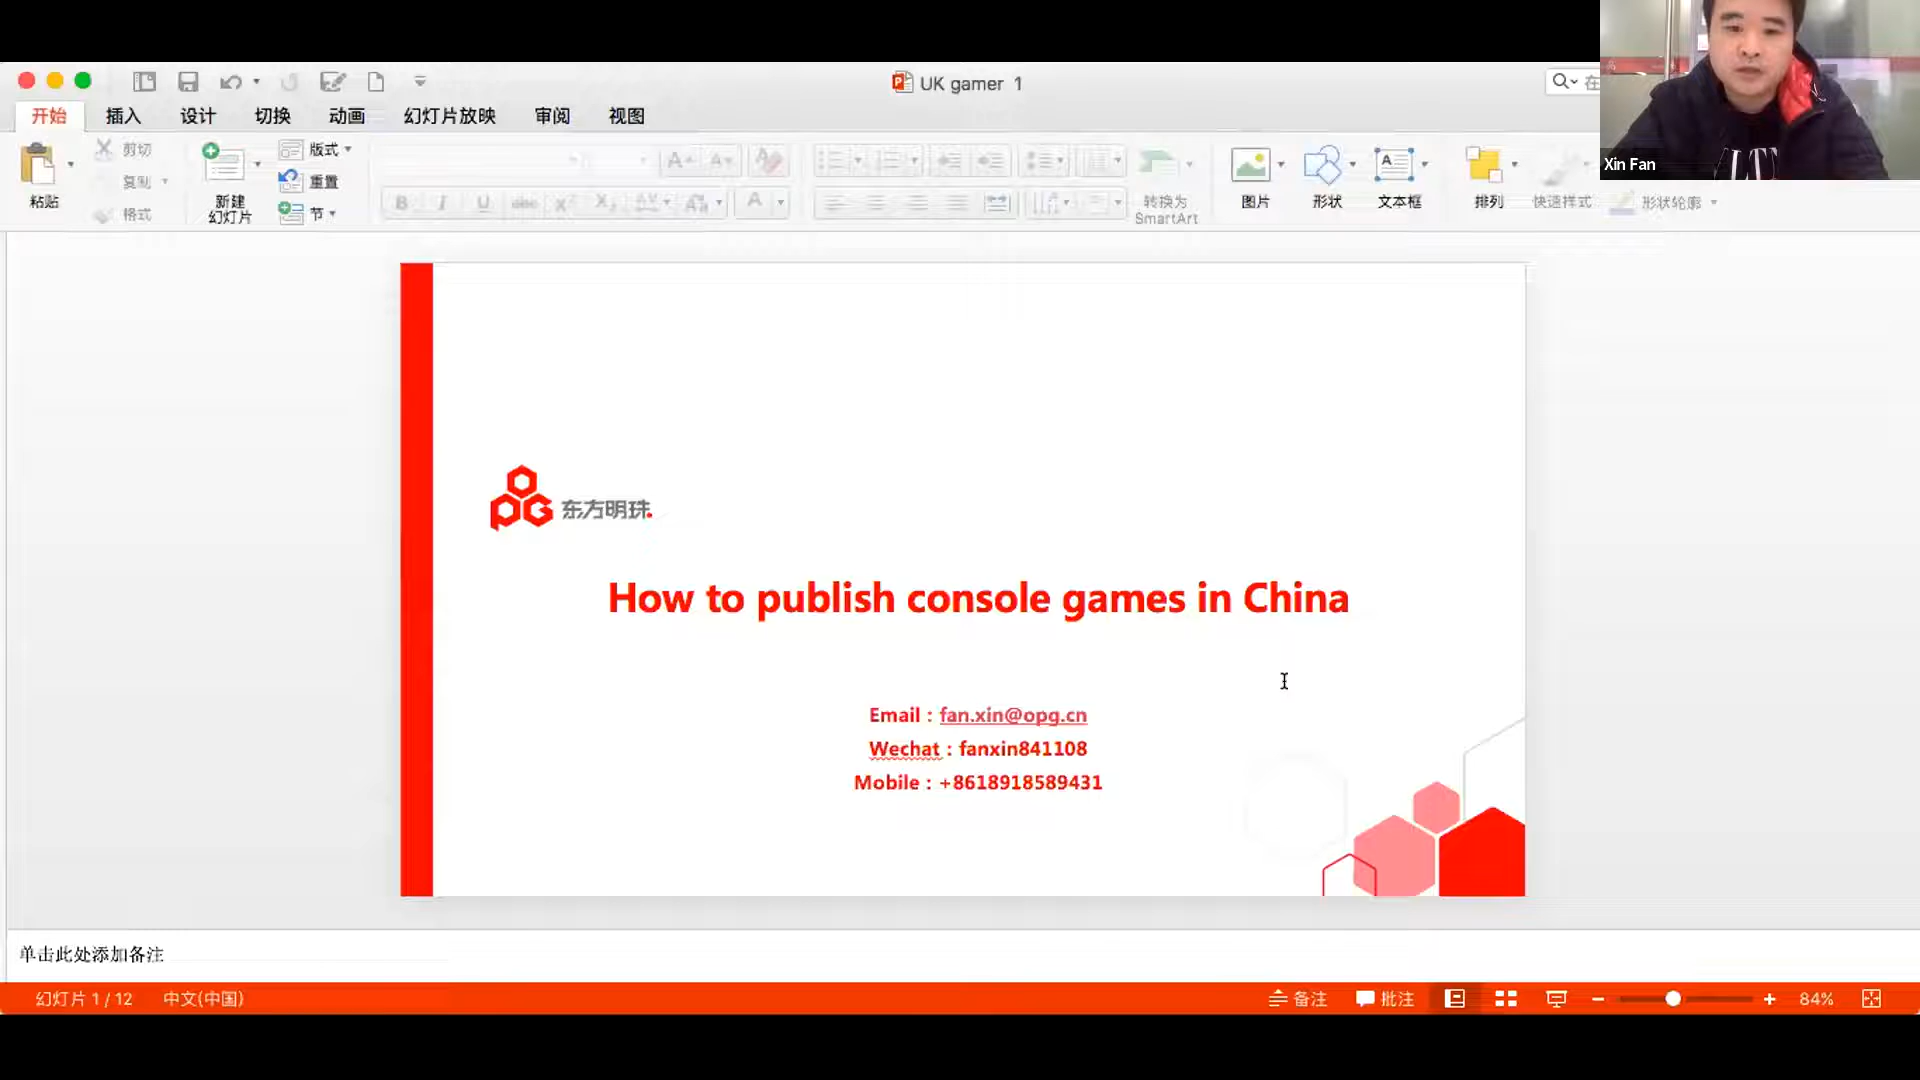 UK gamer 1
在
开始 插入 设计 切换 动画 幻灯片放映 审阅 视图
粘贴
剪切
复制
格式
新建
幻灯片
版式
重置
节
转换为
SmartArt
图片
形状
文本框
排列
快速样式
形状轮廓
Xin Fan
LT
OPG 东方明珠.
How to publish console games in China
Email : fan.xin@opg.cn
Wechat : fanxin841108
Mobile : +8618918589431
单击此处添加备注
幻灯片 1 / 12 中文(中国) 备注 批注 84%